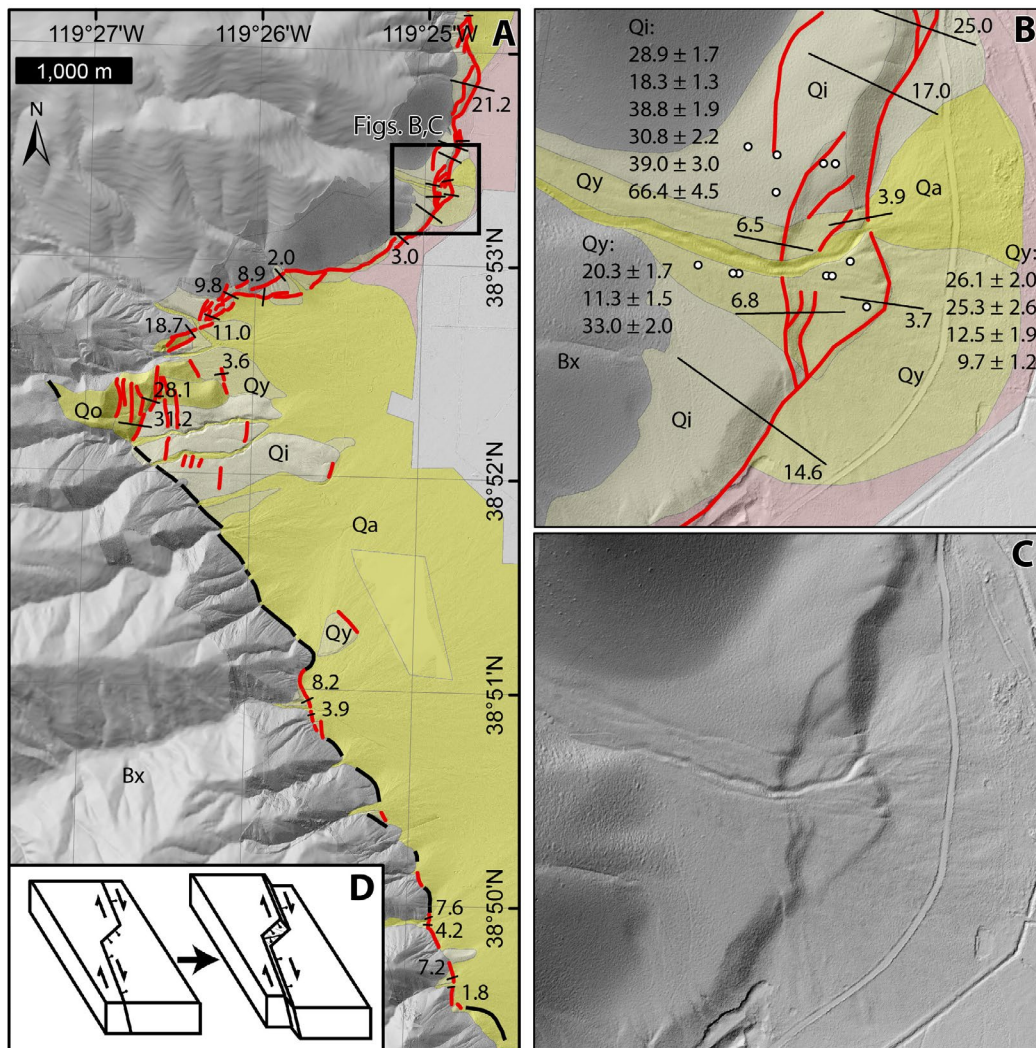 119°27'W
119°26'W
119°25'W
A
1,000 m
N
21.2
Figs. B,C
3.0
2.0
8.9
9.8
38°53'N
18.7
11.0
3.6
Qy
28.1
Qo
31.2
Qi
38°52'N
Qa
Qy
38°51'N
8.2
3.9
Bx
38°50'N
7.6
4.2
7.2
1.8
D
B
Qi:
28.9 ± 1.7
18.3 ± 1.3
38.8 ± 1.9
30.8 ± 2.2
39.0 ± 3.0
66.4 ± 4.5
25.0
17.0
Qi
Qy
Qa
3.9
6.5
Qy:
20.3 ± 1.7
11.3 ± 1.5
33.0 ± 2.0
Qy:
26.1 ± 2.0
25.3 ± 2.6
12.5 ± 1.9
9.7 ± 1.2
6.8
3.7
Bx
Qy
Qi
14.6
C